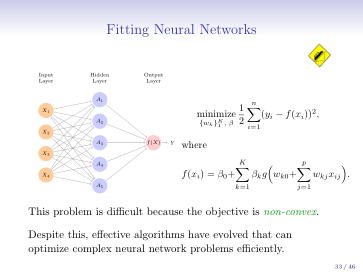 Fitting Neural Networks
Input Layer
Hidden Layer
Output Layer
X₁
X₂
X₃
X₄
A₁
A₂
A₃
A₄
A₅
f(X) → Y
minimize_{{w_k}_1^K, β} 1/2 ∑_{i=1}^n (y_i − f(x_i))²,
where
f(x_i) = β_0 + ∑_{k=1}^K β_k g(w_{k0} + ∑_{j=1}^p w_{kj} x_{ij}).
This problem is difficult because the objective is non-convex.
Despite this, effective algorithms have evolved that can
optimize complex neural network problems efficiently.
33 / 46